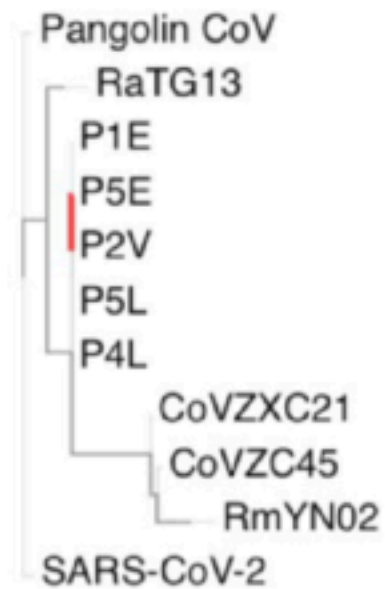 Pangolin CoV
RaTG13
P1E
P5E
P2V
P5L
P4L
CoVZXC21
CoVZC45
RmYN02
SARS-CoV-2